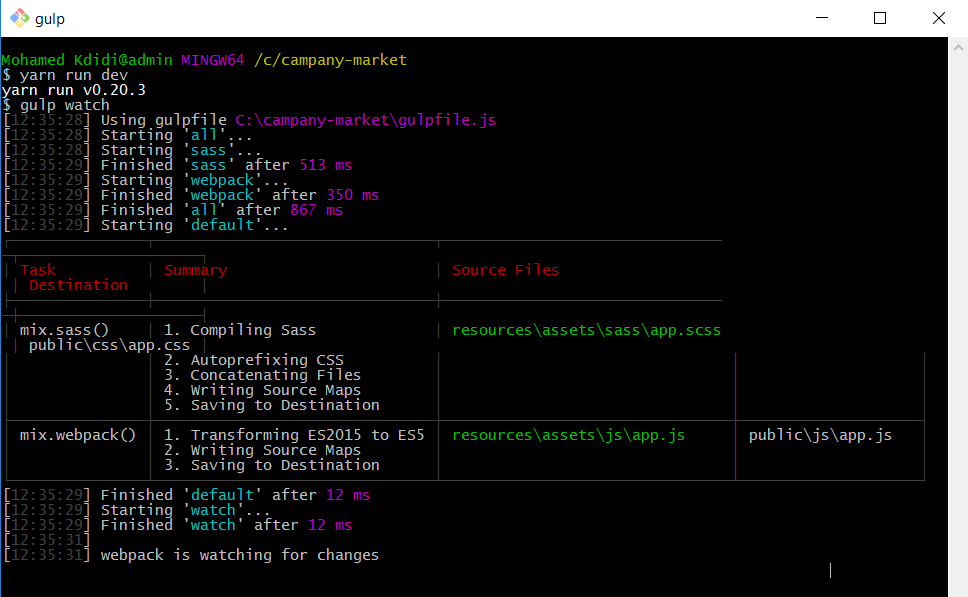 gulp
Mohamed Kdidi@admin MINGW64 /c/campany-market
$ yarn run dev
yarn run v0.20.3
$ gulp watch
[12:35:28] Using gulpfile C:\campany-market\gulpfile.js
[12:35:28] Starting 'all'...
[12:35:28] Starting 'sass'...
[12:35:29] Finished 'sass' after 513 ms
[12:35:29] Starting 'webpack'...
[12:35:29] Finished 'webpack' after 350 ms
[12:35:29] Finished 'all' after 867 ms
[12:35:29] Starting 'default'...
Task Summary Source Files
Destination
mix.sass() 1. Compiling Sass resources\assets\sass\app.scss
public\css\app.css
2. Autoprefixing CSS
3. Concatenating Files
4. Writing Source Maps
5. Saving to Destination
mix.webpack() 1. Transforming ES2015 to ES5 resources\assets\js\app.js public\js\app.js
2. Writing Source Maps
3. Saving to Destination
[12:35:29] Finished 'default' after 12 ms
[12:35:29] Starting 'watch'...
[12:35:29] Finished 'watch' after 12 ms
[12:35:31]
[12:35:31] webpack is watching for changes